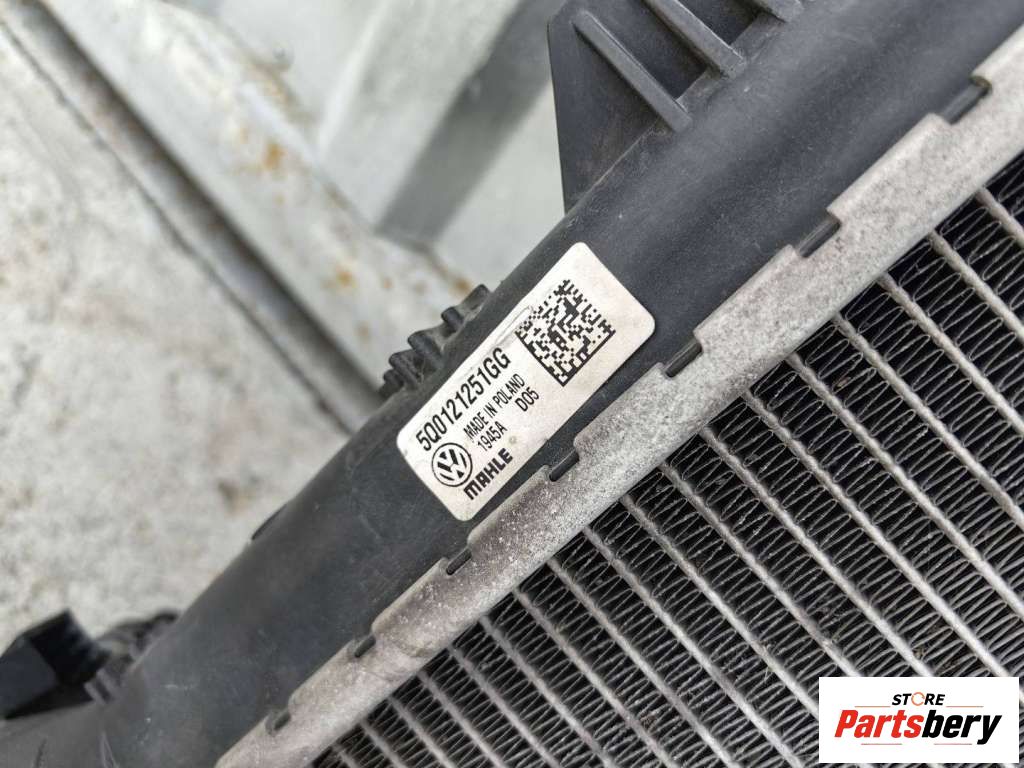 5Q0121251GG
MADE IN POLAND
1945A D05
MAHLE
STORE
Partsbery